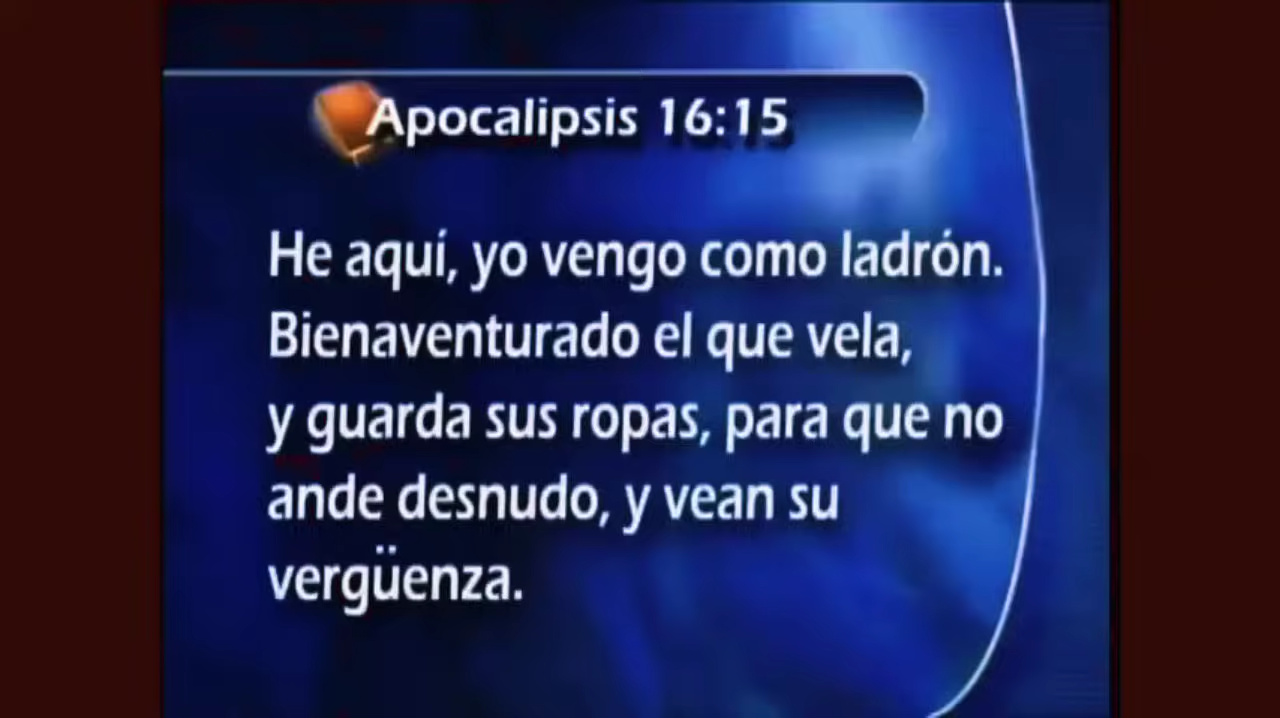 Apocalipsis 16:15
He aquí, yo vengo como ladrón.
Bienaventurado el que vela,
y guarda sus ropas, para que no
ande desnudo, y vean su
vergüenza.